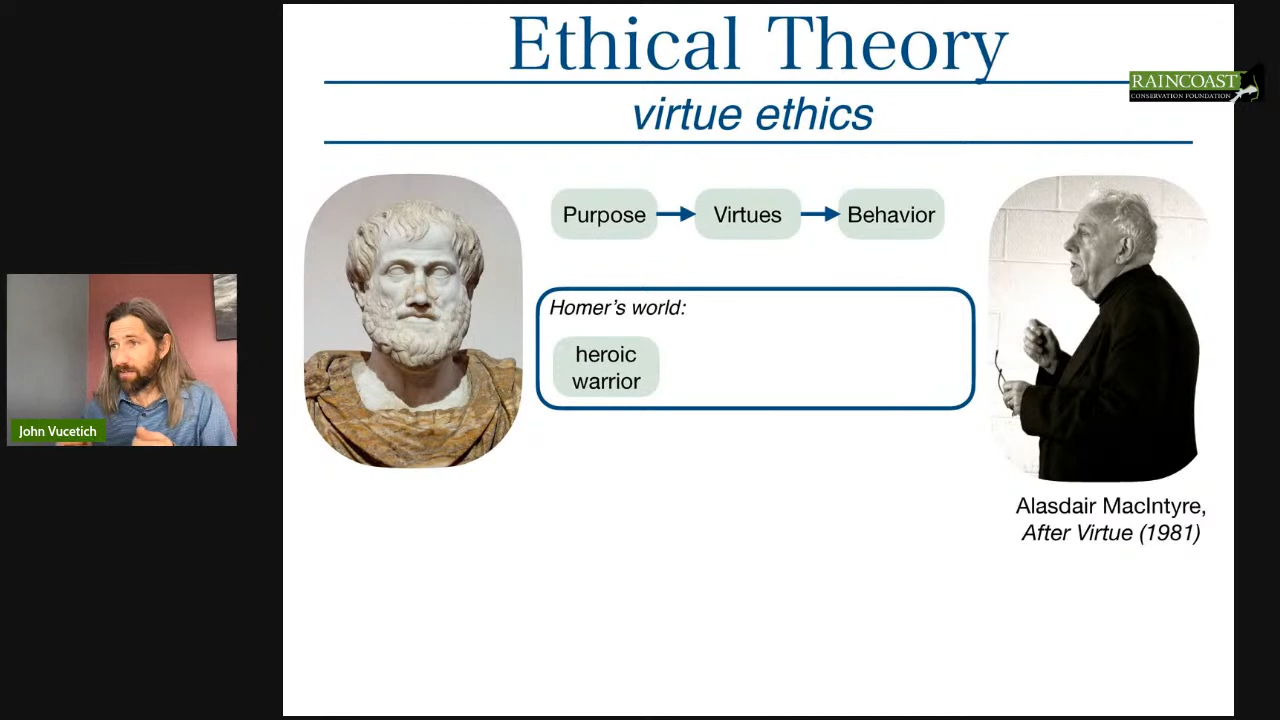 Ethical Theory
RAINCOAST
CONSERVATION FOUNDATION
virtue ethics
Purpose
Virtues
Behavior
Homer's world:
heroic
warrior
John Vucetich
Alasdair MacIntyre,
After Virtue (1981)